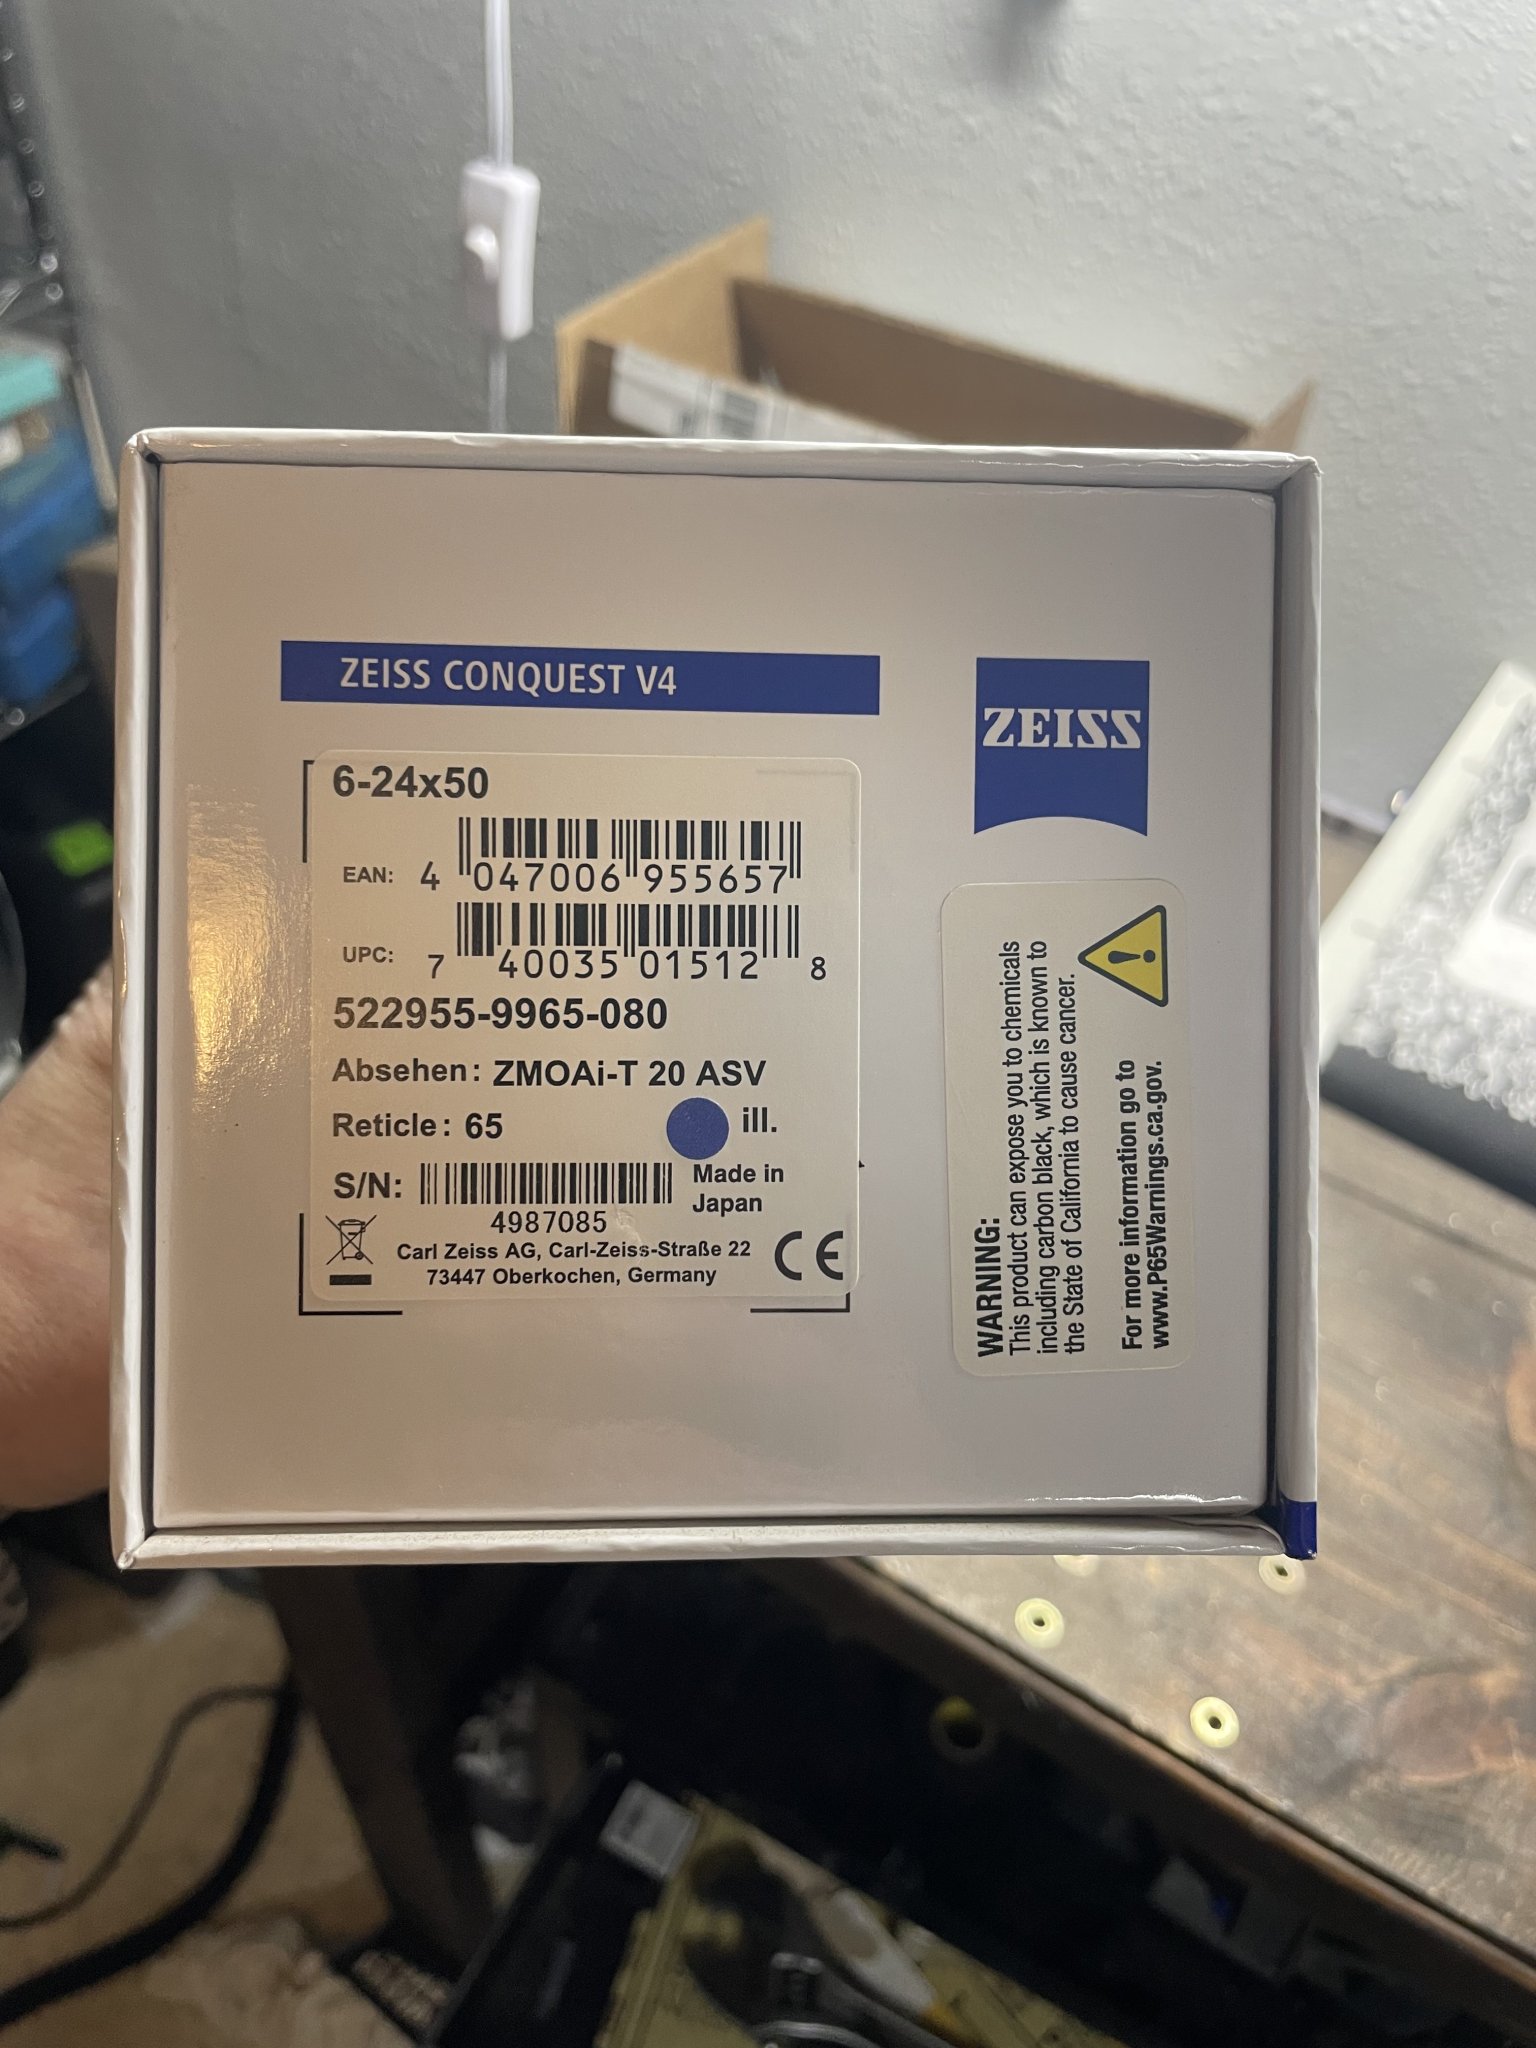 ZEISS CONQUEST V4
ZEISS
6-24x50
EAN: 4 047006 955657
UPC: 7 40035 01512 8
522955-9965-080
Absehen: ZMOAi-T 20 ASV
Reticle: 65
ill.
S/N:
4987085
Made in
Japan
Carl Zeiss AG, Carl-Zeiss-Straße 22
73447 Oberkochen, Germany
CE
WARNING:
This product can expose you to chemicals
including carbon black, which is known to
the State of California to cause cancer.
For more information go to
www.P65Warnings.ca.gov.